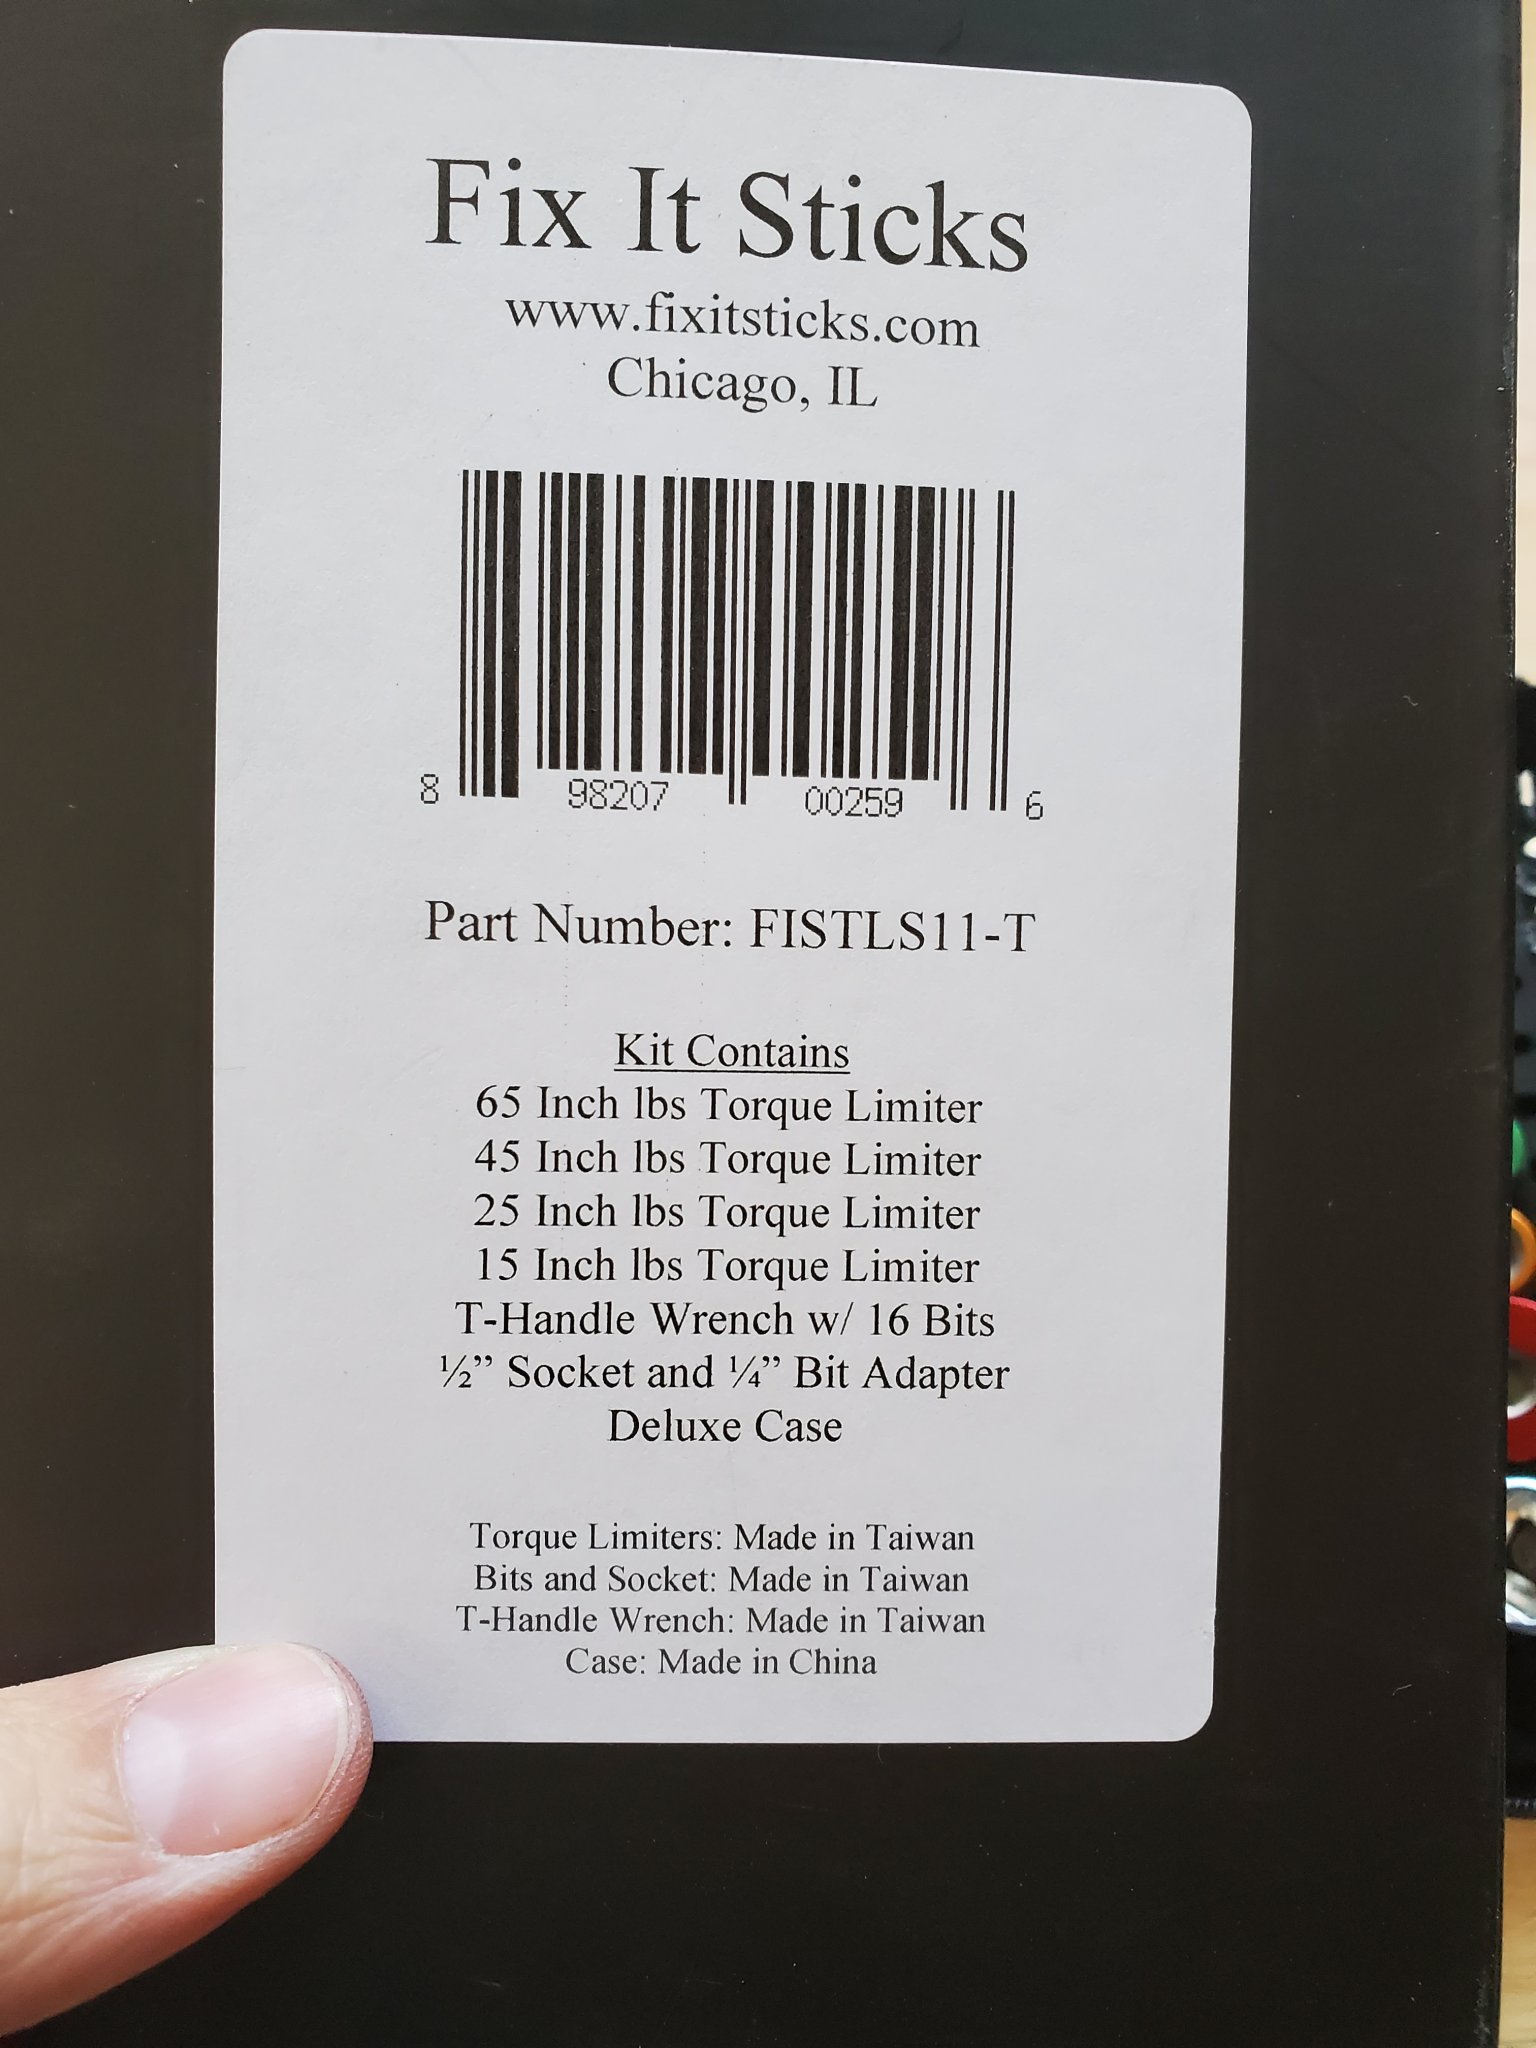 Fix It Sticks
www.fixitsticks.com
Chicago, IL
8 98207 00259 6
Part Number: FISTLS11-T
Kit Contains
65 Inch lbs Torque Limiter
45 Inch lbs Torque Limiter
25 Inch lbs Torque Limiter
15 Inch lbs Torque Limiter
T-Handle Wrench w/ 16 Bits
½” Socket and ¼” Bit Adapter
Deluxe Case
Torque Limiters: Made in Taiwan
Bits and Socket: Made in Taiwan
T-Handle Wrench: Made in Taiwan
Case: Made in China